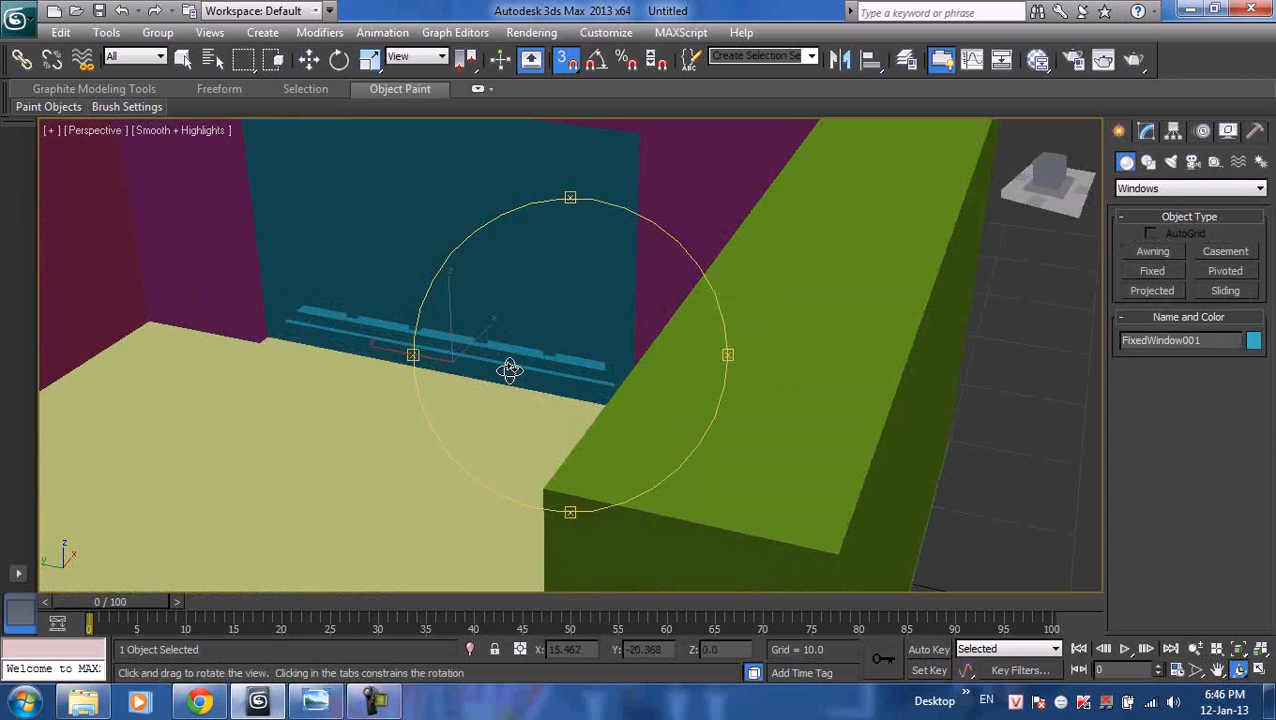 Workspace: Default
Autodesk 3ds Max 2013 x64 Untitled
Type a keyword or phrase
Edit Tools Group Views Create Modifiers Animation Graph Editors Rendering Customize MAXScript Help
All
View
3
Create Selection Se
Graphite Modeling Tools Freeform Selection Object Paint
Paint Objects Brush Settings
[ + ] [ Perspective ] [ Smooth + Highlights ]
Windows
- Object Type
AutoGrid
Awning Casement
Fixed Pivoted
Projected Sliding
- Name and Color
FixedWindow001
z
x
z
x
y
< 0 / 100 >
0 5 10 15 20 25 30 35 40 45 50 55 60 65 70 75 80 85 90 95 100
1 Object Selected X: 15.462 Y: -20.368 Z: 0.0 Grid = 10.0 Auto Key Selected
Welcome to MAX: Click and drag to rotate the view. Clicking in the tabs constrains the rotation Add Time Tag Set Key Key Filters... 0
Desktop » EN 6:46 PM
12-Jan-13